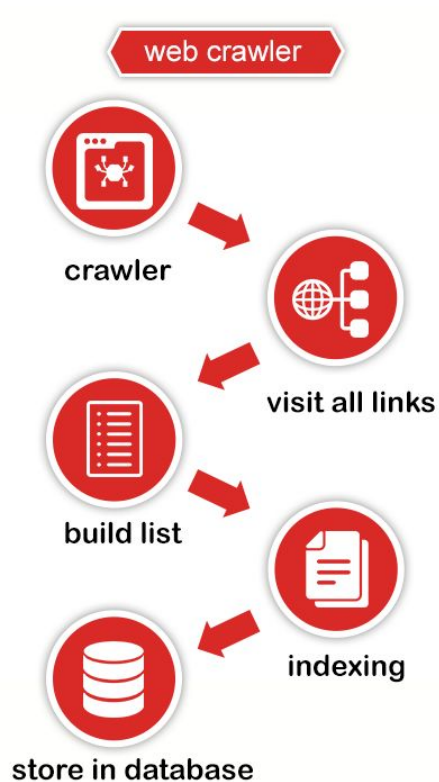 web crawler
crawler
visit all links
build list
indexing
store in database